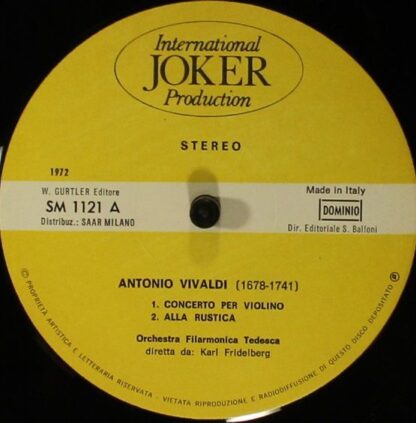 International
JOKER
Production
STEREO
1972
W. GURTLER Editore
SM 1121 A
Distribuz.: SAAR MILANO
Made in Italy
DOMINIO
Dir. Editoriale S. Balloni
ANTONIO VIVALDI (1678-1741)
1. CONCERTO PER VIOLINO
2. ALLA RUSTICA
Orchestra Filarmonica Tedesca
diretta da: Karl Fridelberg
© PROPRIETÀ ARTISTICA E LETTERARIA RISERVATA - VIETATA RIPRODUZIONE E RADIODIFFUSIONE DI QUESTO DISCO DEPOSITATO ℗